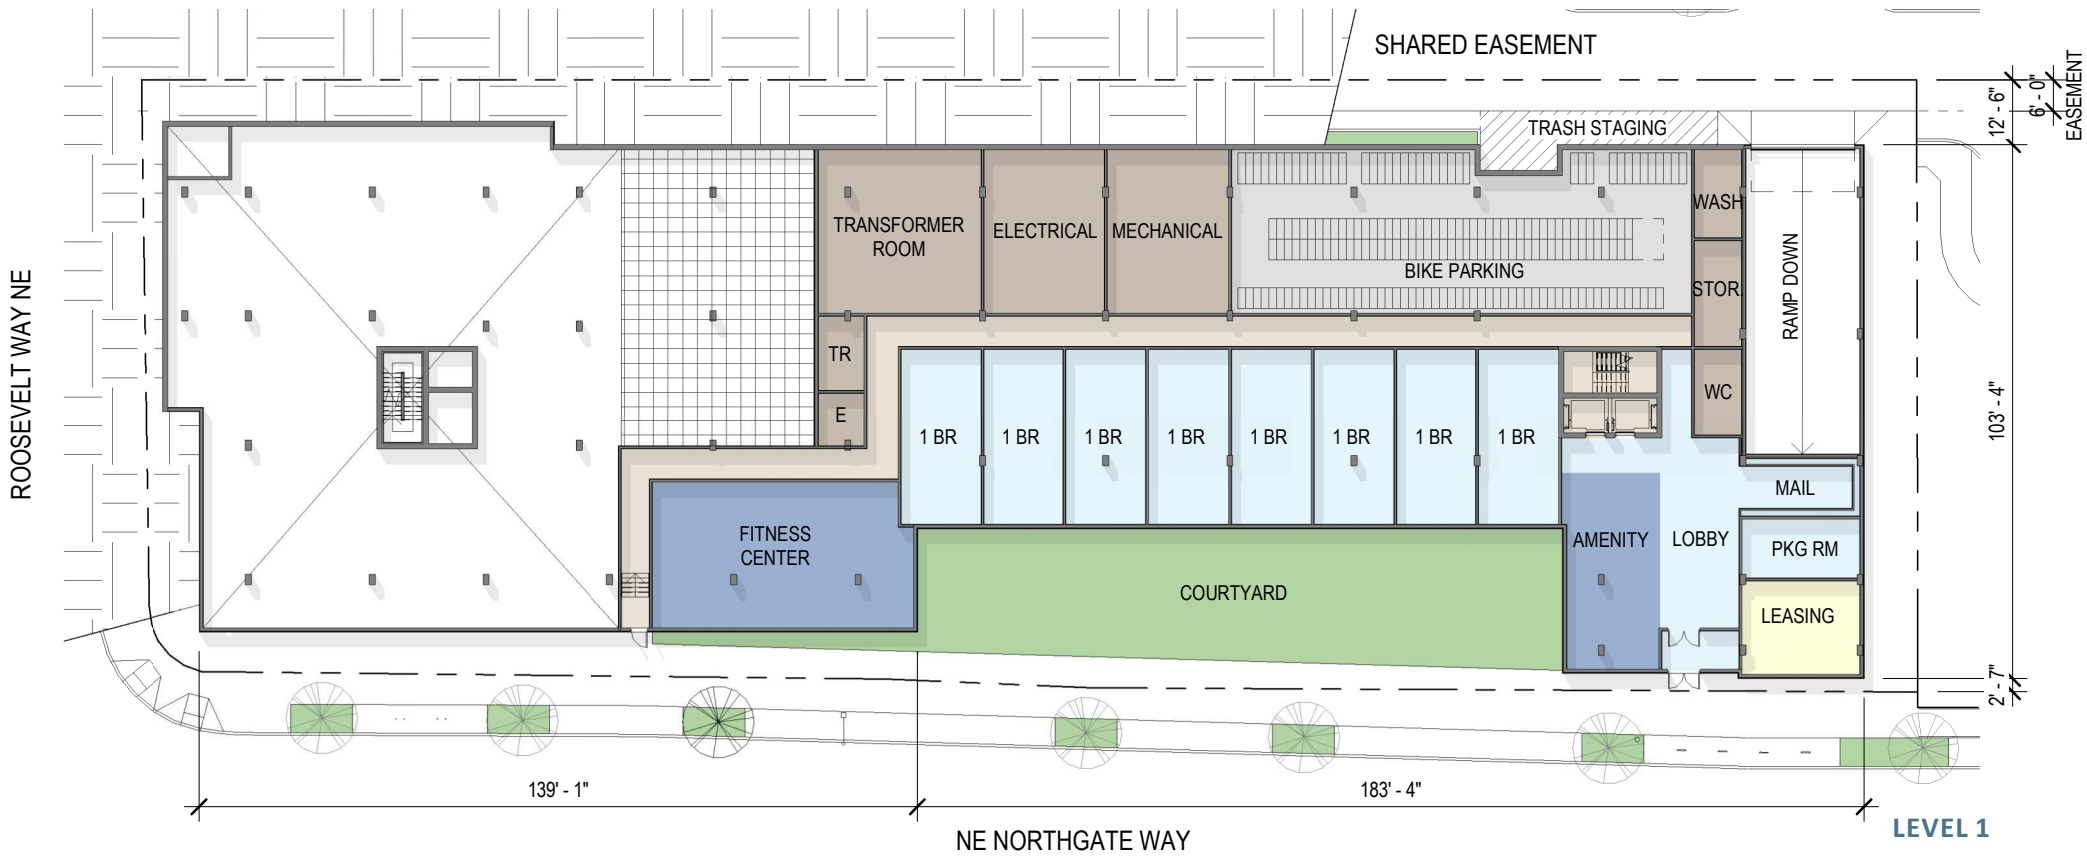 SHARED EASEMENT
12' - 6"
6' - 0"
EASEMENT
TRASH STAGING
TRANSFORMER
ROOM
ELECTRICAL
MECHANICAL
BIKE PARKING
WASH
STOR.
RAMP DOWN
ROOSEVELT WAY NE
TR
E
WC
103' - 4"
1 BR
1 BR
1 BR
1 BR
1 BR
1 BR
1 BR
1 BR
MAIL
FITNESS
CENTER
AMENITY
LOBBY
PKG RM
COURTYARD
LEASING
2' - 7"
139' - 1"
183' - 4"
NE NORTHGATE WAY
LEVEL 1